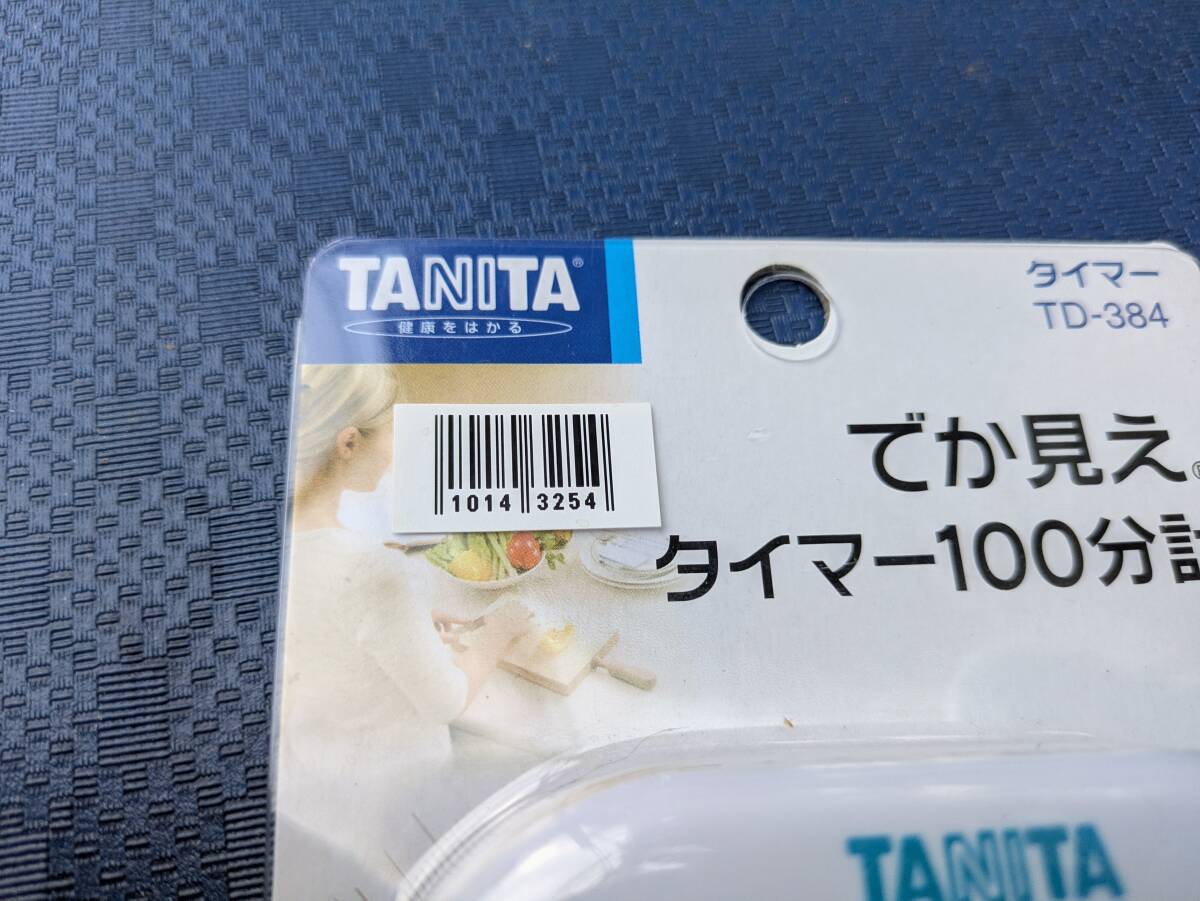 TANITA®
健康をはかる
タイマー
TD-384
1014 3254
でか見え®
タイマー100分計
TANITA